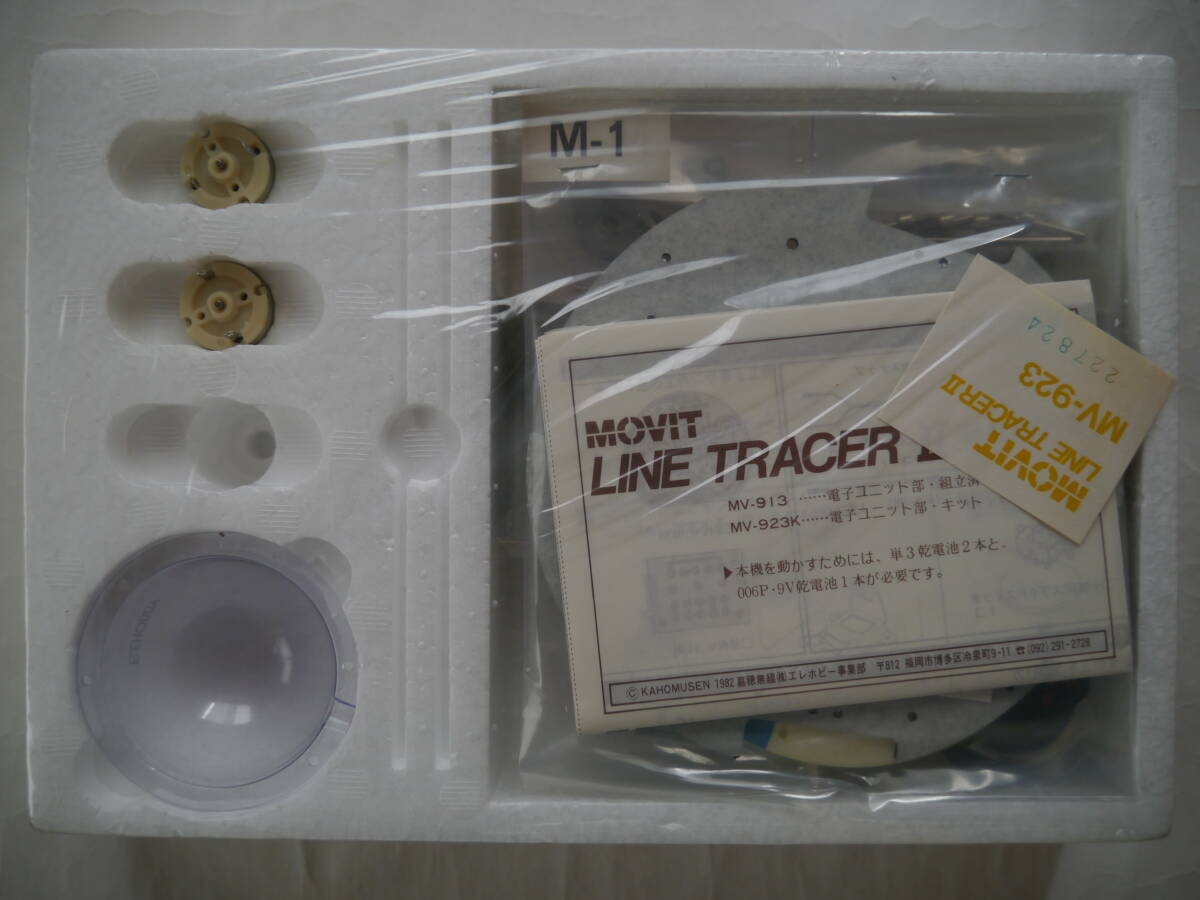 M-1
MOVIT
LINE TRACER II
MV-913 ……電子ユニット部・組立済
MV-923K……電子ユニット部・キット
▶本機を動かすためには、単3乾電池2本と、
006P・9V乾電池1本が必要です。
© KAHOMUSEN 1982 嘉穂無線㈱エレホビー事業部 〒812 福岡市博多区冷泉町9-11 ☎(092)291-2728
MOVIT
LINE TRACER II
MV-923
227824
ELEHOBBY